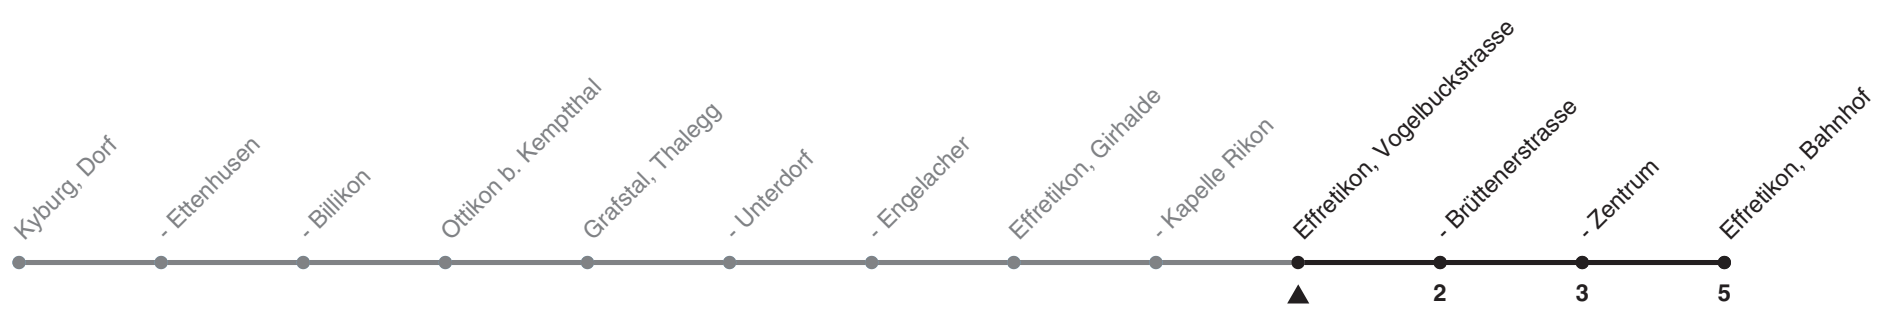 Kyburg, Dorf
- Ettenhusen
- Billikon
Ottikon b. Kemptthal
Grafstal, Thalegg
- Unterdorf
- Engelacher
Effretikon, Girhalde
- Kapelle Rikon
Effretikon, Vogelbuckstrasse
- Brüttenerstrasse
- Zentrum
Effretikon, Bahnhof
2
3
5